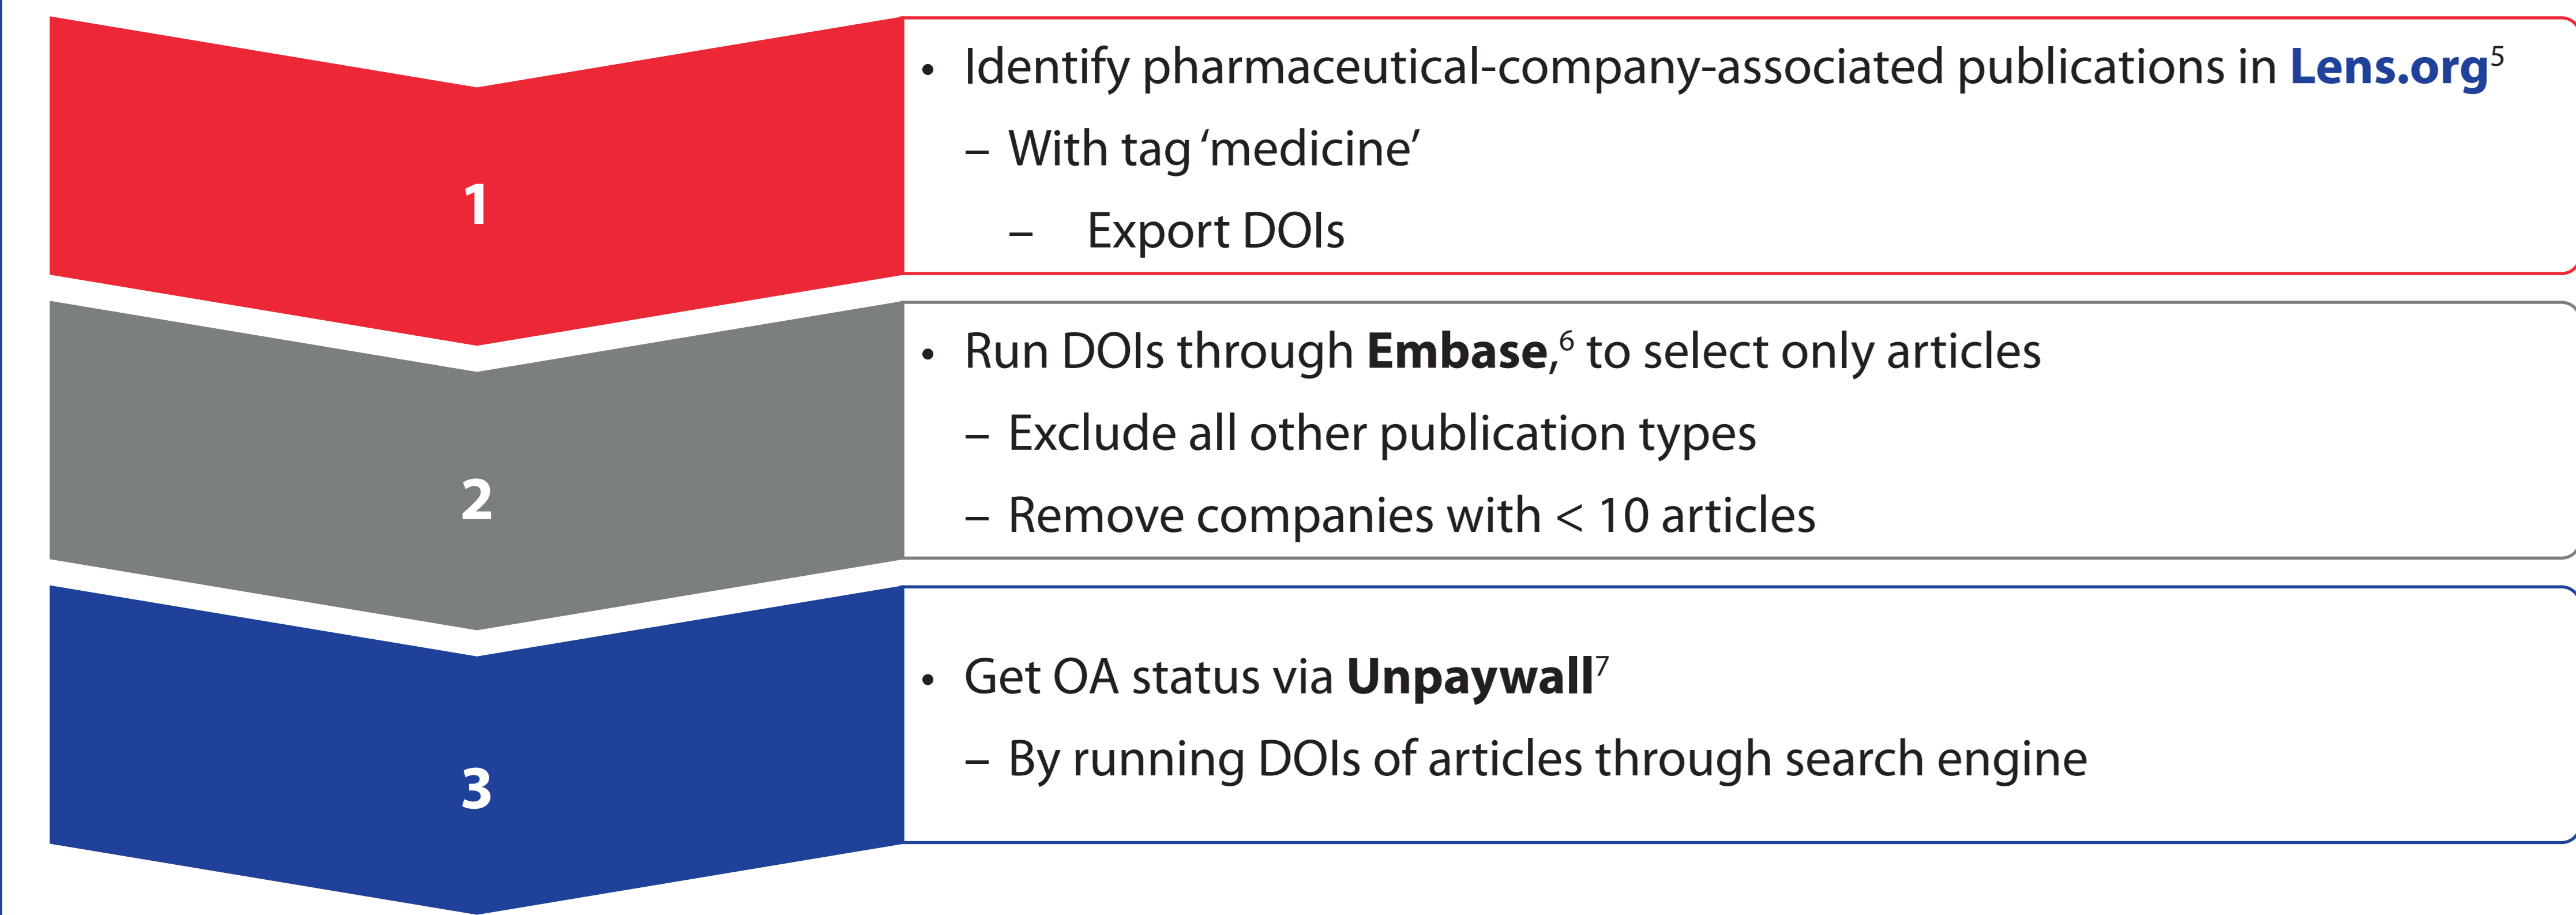 1
• Identify pharmaceutical-company-associated publications in Lens.org⁵
– With tag ‘medicine’
– Export DOIs
2
• Run DOIs through Embase,⁶ to select only articles
– Exclude all other publication types
– Remove companies with < 10 articles
3
• Get OA status via Unpaywall⁷
– By running DOIs of articles through search engine